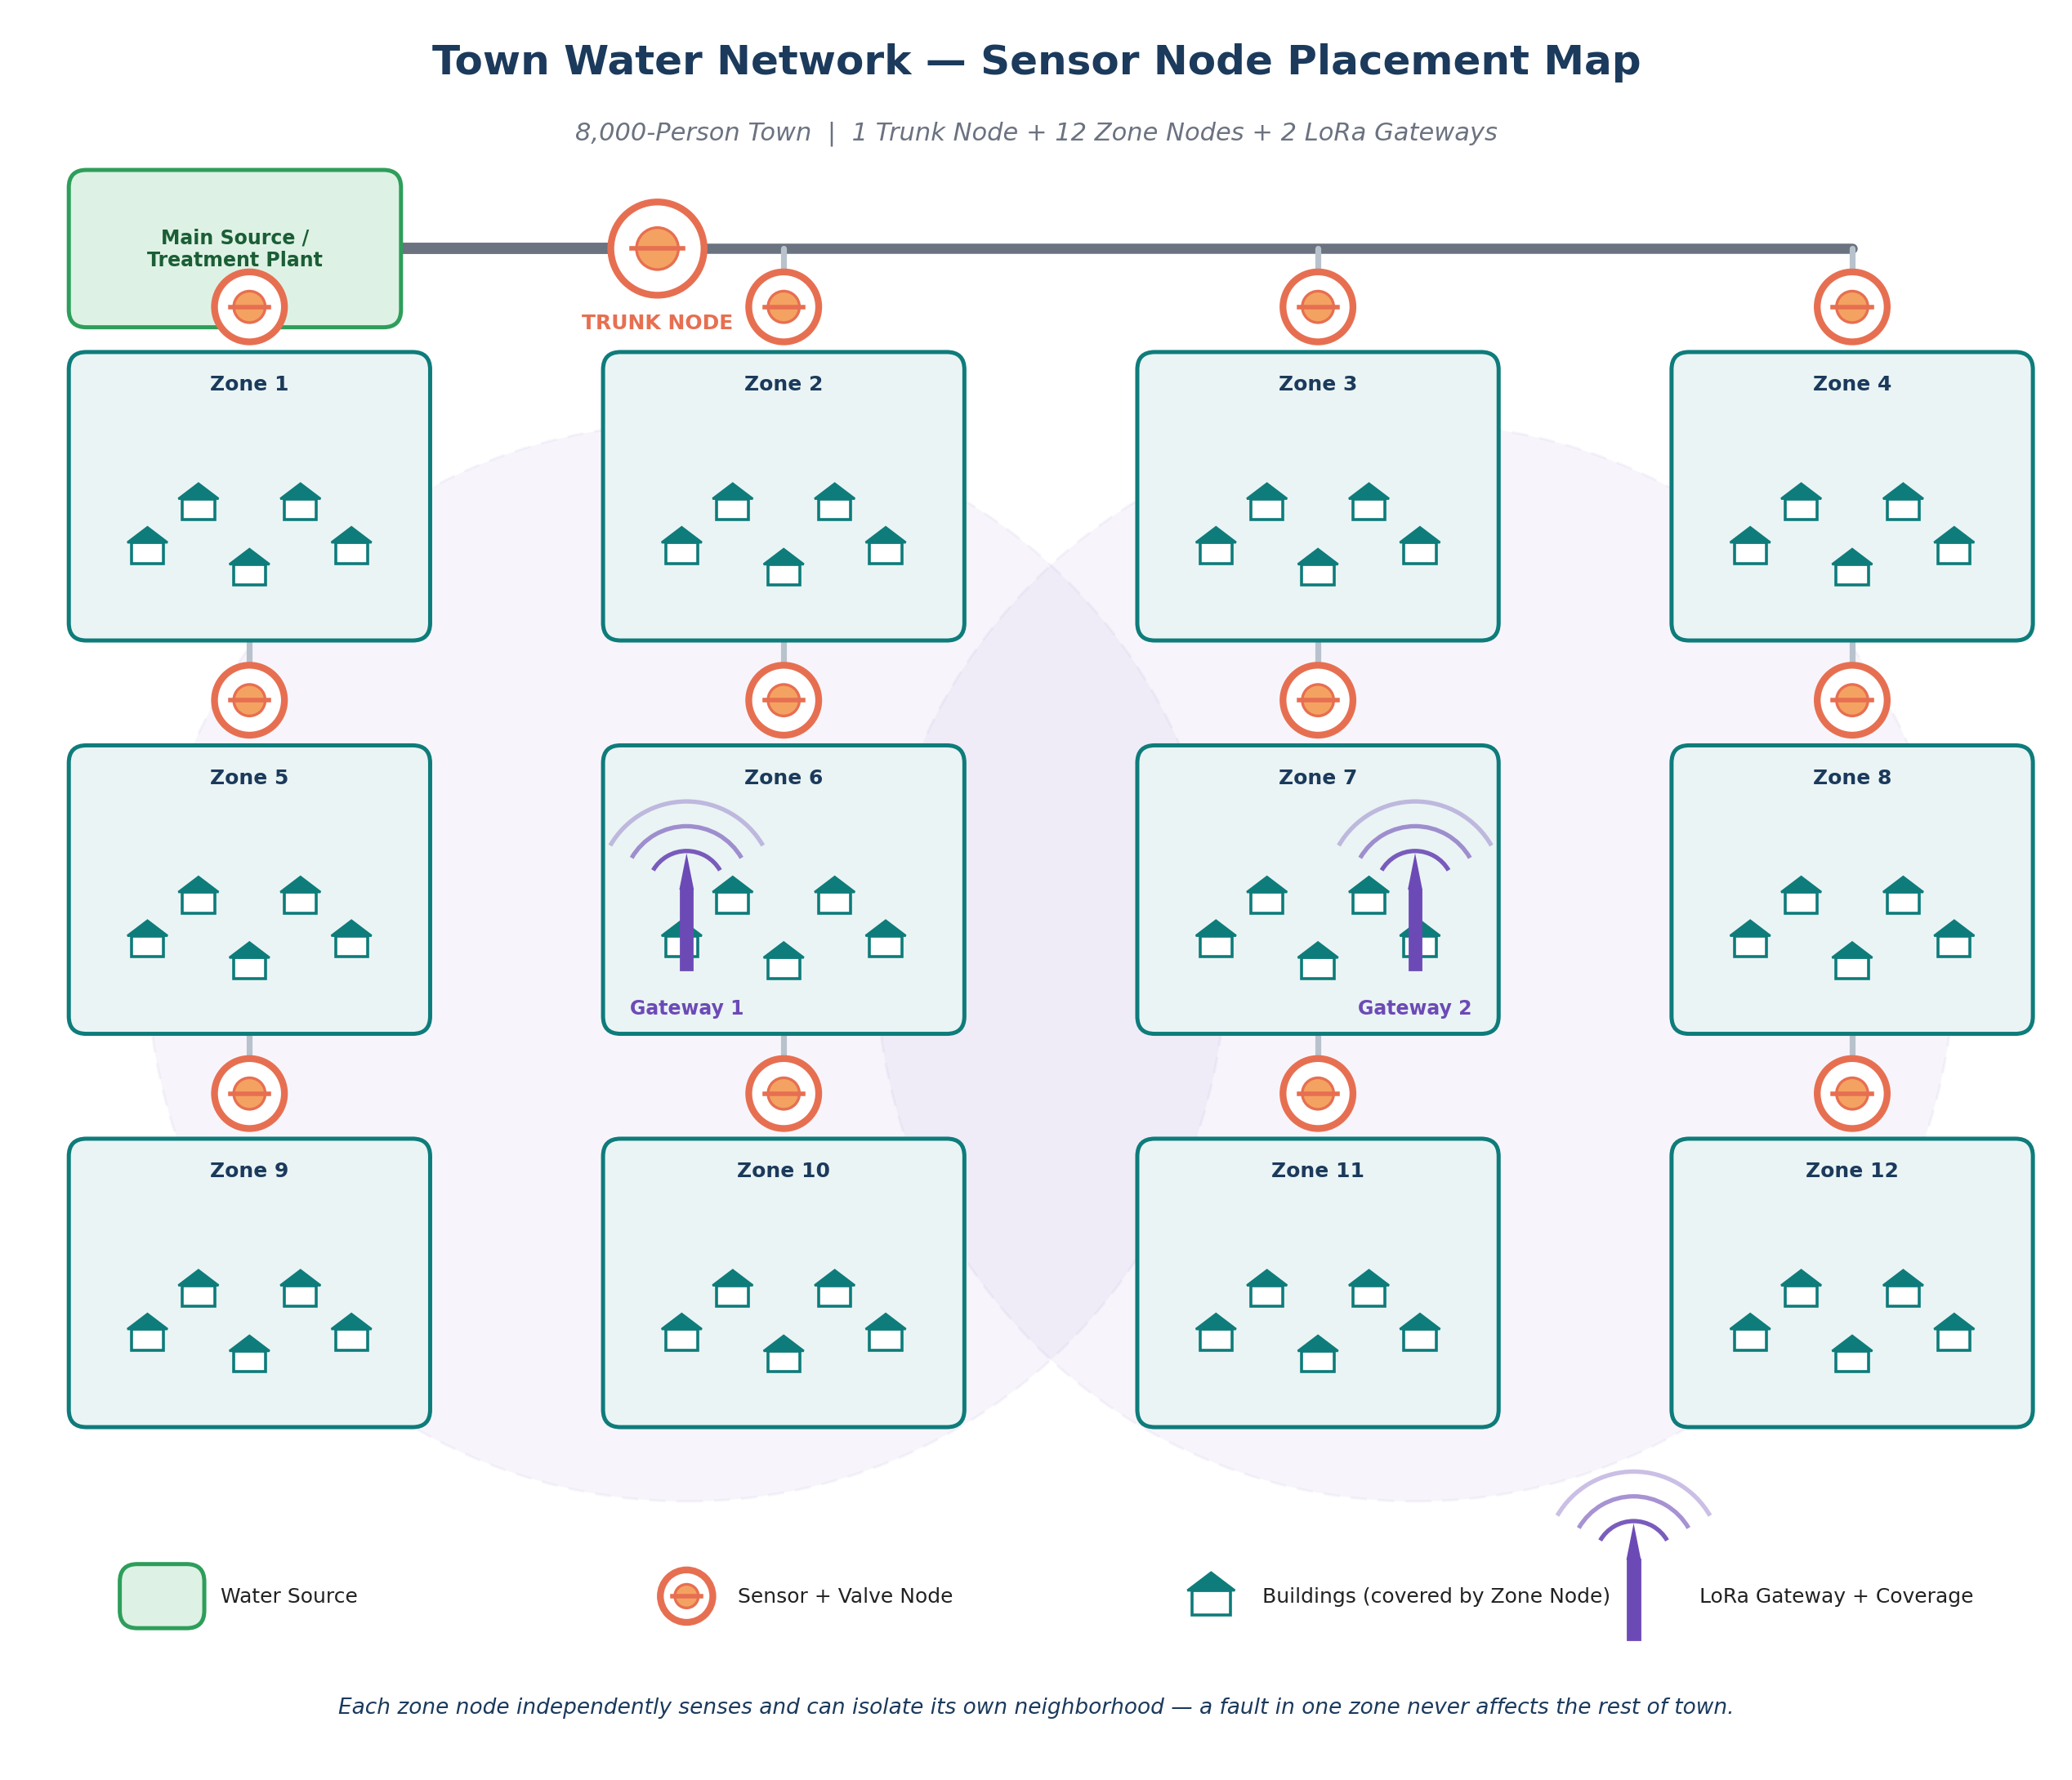 Town Water Network — Sensor Node Placement Map
8,000-Person Town | 1 Trunk Node + 12 Zone Nodes + 2 LoRa Gateways
Main Source /
Treatment Plant
TRUNK NODE
Zone 1
Zone 2
Zone 3
Zone 4
Zone 5
Zone 6
Zone 7
Zone 8
Gateway 1
Gateway 2
Zone 9
Zone 10
Zone 11
Zone 12
Water Source
Sensor + Valve Node
Buildings (covered by Zone Node)
LoRa Gateway + Coverage
Each zone node independently senses and can isolate its own neighborhood — a fault in one zone never affects the rest of town.